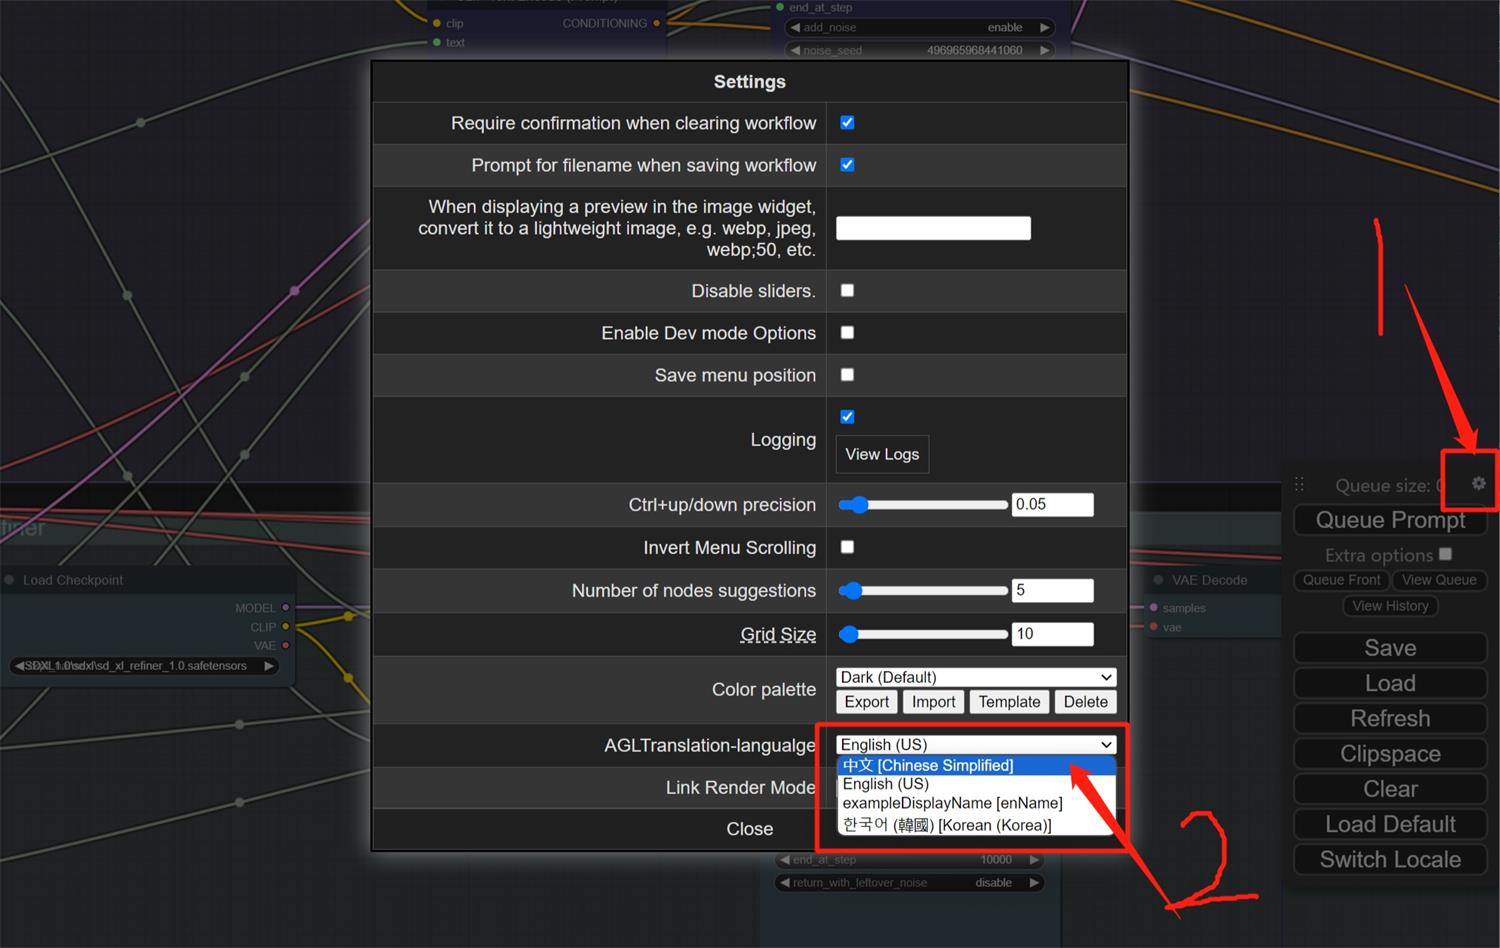 clip
CONDITIONING
text
end_at_step
add_noise
enable
noise_seed
496965968441060
Settings
Require confirmation when clearing workflow
Prompt for filename when saving workflow
When displaying a preview in the image widget,
convert it to a lightweight image, e.g. webp, jpeg,
webp;50, etc.
Disable sliders.
Enable Dev mode Options
Save menu position
Logging
View Logs
Ctrl+up/down precision
0.05
Invert Menu Scrolling
Number of nodes suggestions
5
Grid Size
10
Color palette
Dark (Default)
Export Import Template Delete
AGLTranslation-langualge
English (US)
中文 [Chinese Simplified]
English (US)
exampleDisplayName [enName]
한국어 (韓國) [Korean (Korea)]
Link Render Mode
Close
end_at_step
10000
return_with_leftover_noise
disable
Load Checkpoint
MODEL
CLIP
VAE
sd_xl_refiner_1.0.safetensors
VAE Decode
samples
vae
1
2
Queue size:
Queue Prompt
Extra options
Queue Front
View Queue
View History
Save
Load
Refresh
Clipspace
Clear
Load Default
Switch Locale